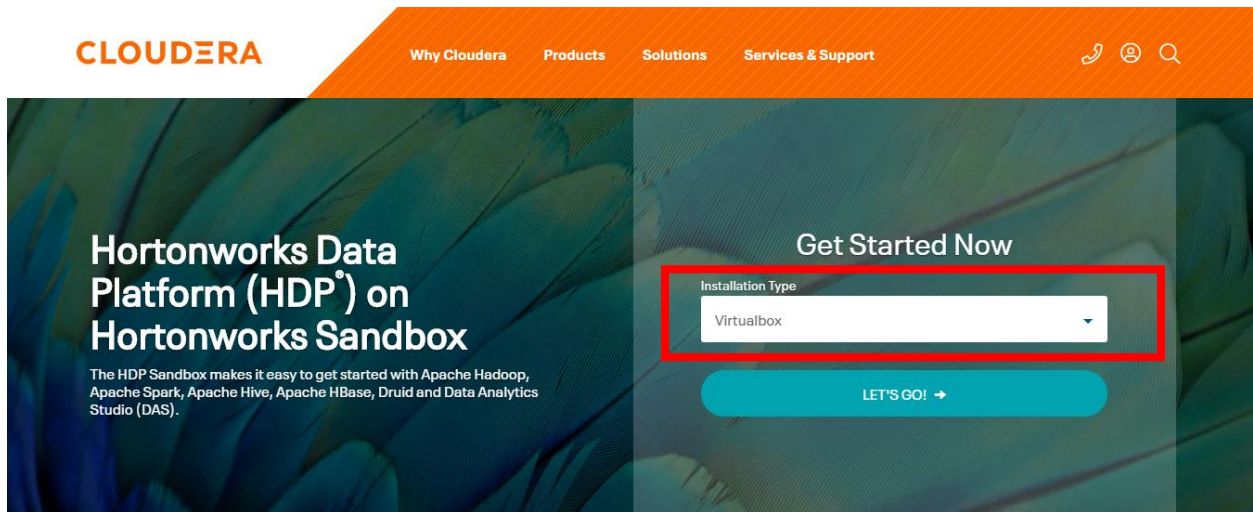 CLOUDERA
Why Cloudera Products Solutions Services & Support
Hortonworks Data
Platform (HDP®) on
Hortonworks Sandbox
The HDP Sandbox makes it easy to get started with Apache Hadoop,
Apache Spark, Apache Hive, Apache HBase, Druid and Data Analytics
Studio (DAS).
Get Started Now
Installation Type
Virtualbox
LET'S GO! →